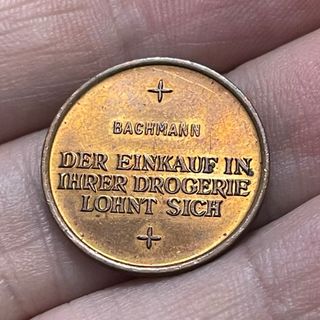 BACHMANN
DER EINKAUF IN
IHRER DROGERIE
LOHNT SICH